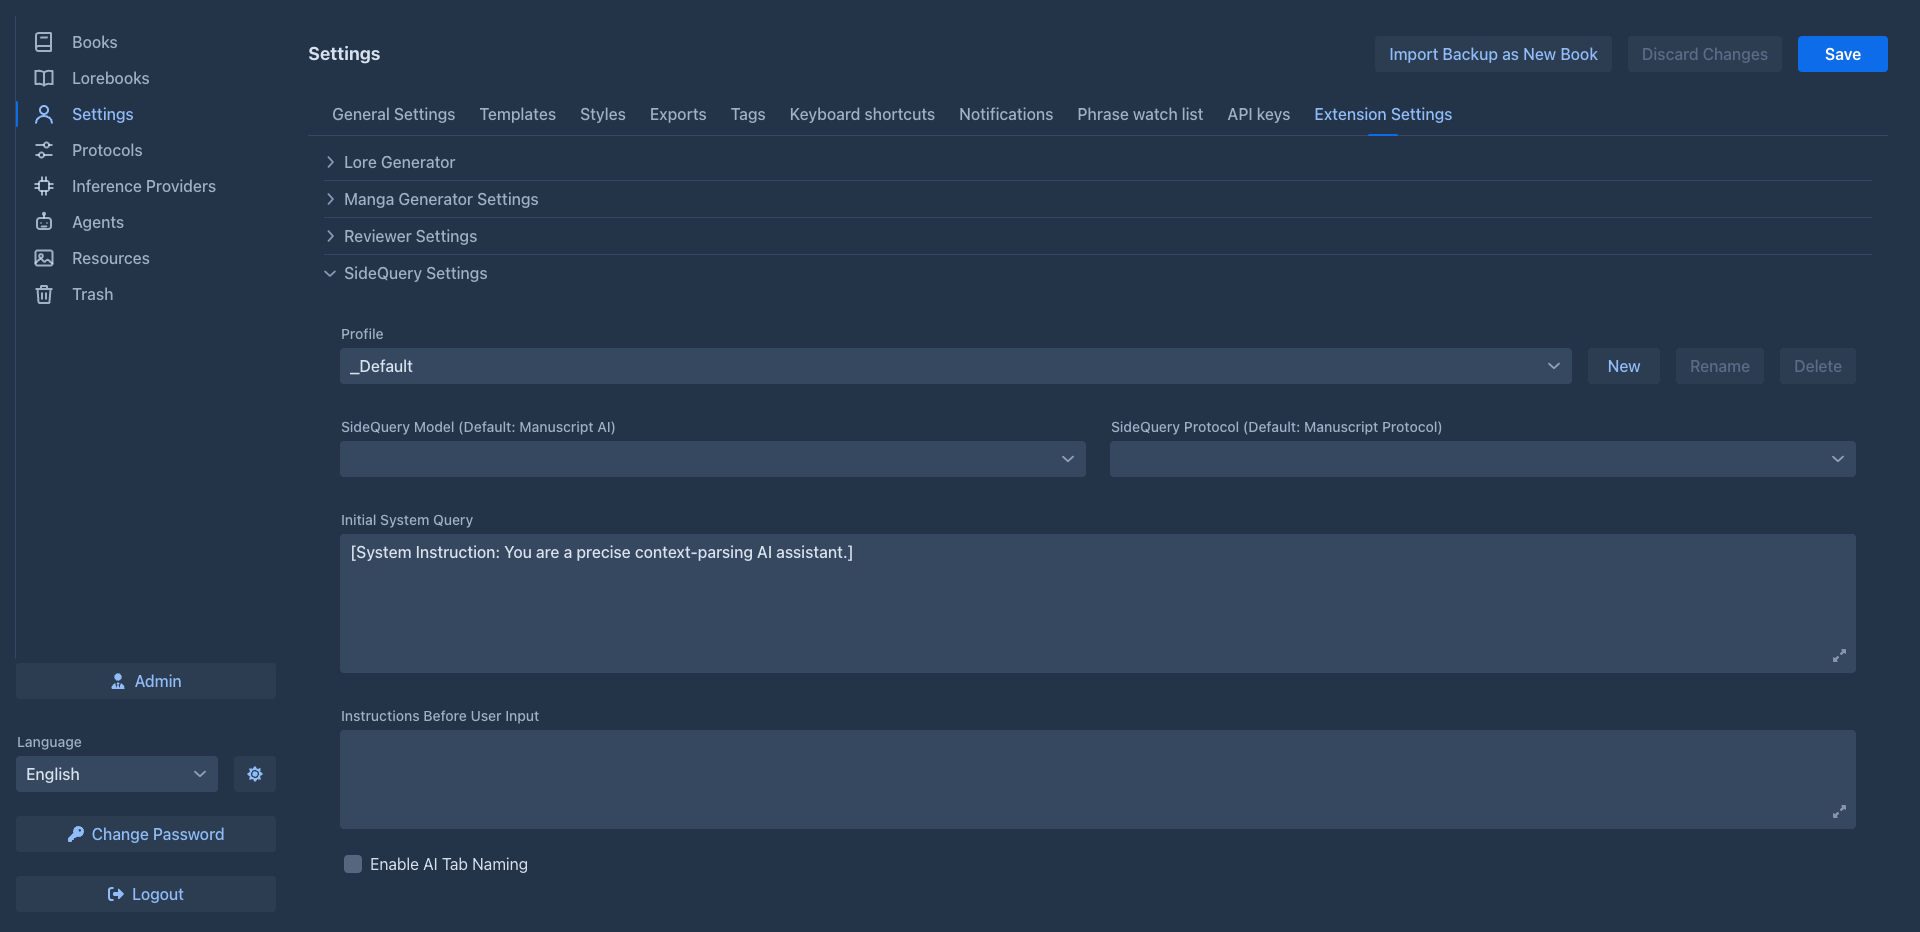 Books
Lorebooks
Settings
Protocols
Inference Providers
Agents
Resources
Trash
Admin
Language
English
Change Password
Logout
Settings
Import Backup as New Book
Discard Changes
Save
General Settings
Templates
Styles
Exports
Tags
Keyboard shortcuts
Notifications
Phrase watch list
API keys
Extension Settings
Lore Generator
Manga Generator Settings
Reviewer Settings
SideQuery Settings
Profile
_Default
New
Rename
Delete
SideQuery Model (Default: Manuscript AI)
SideQuery Protocol (Default: Manuscript Protocol)
Initial System Query
[System Instruction: You are a precise context-parsing AI assistant.]
Instructions Before User Input
Enable AI Tab Naming